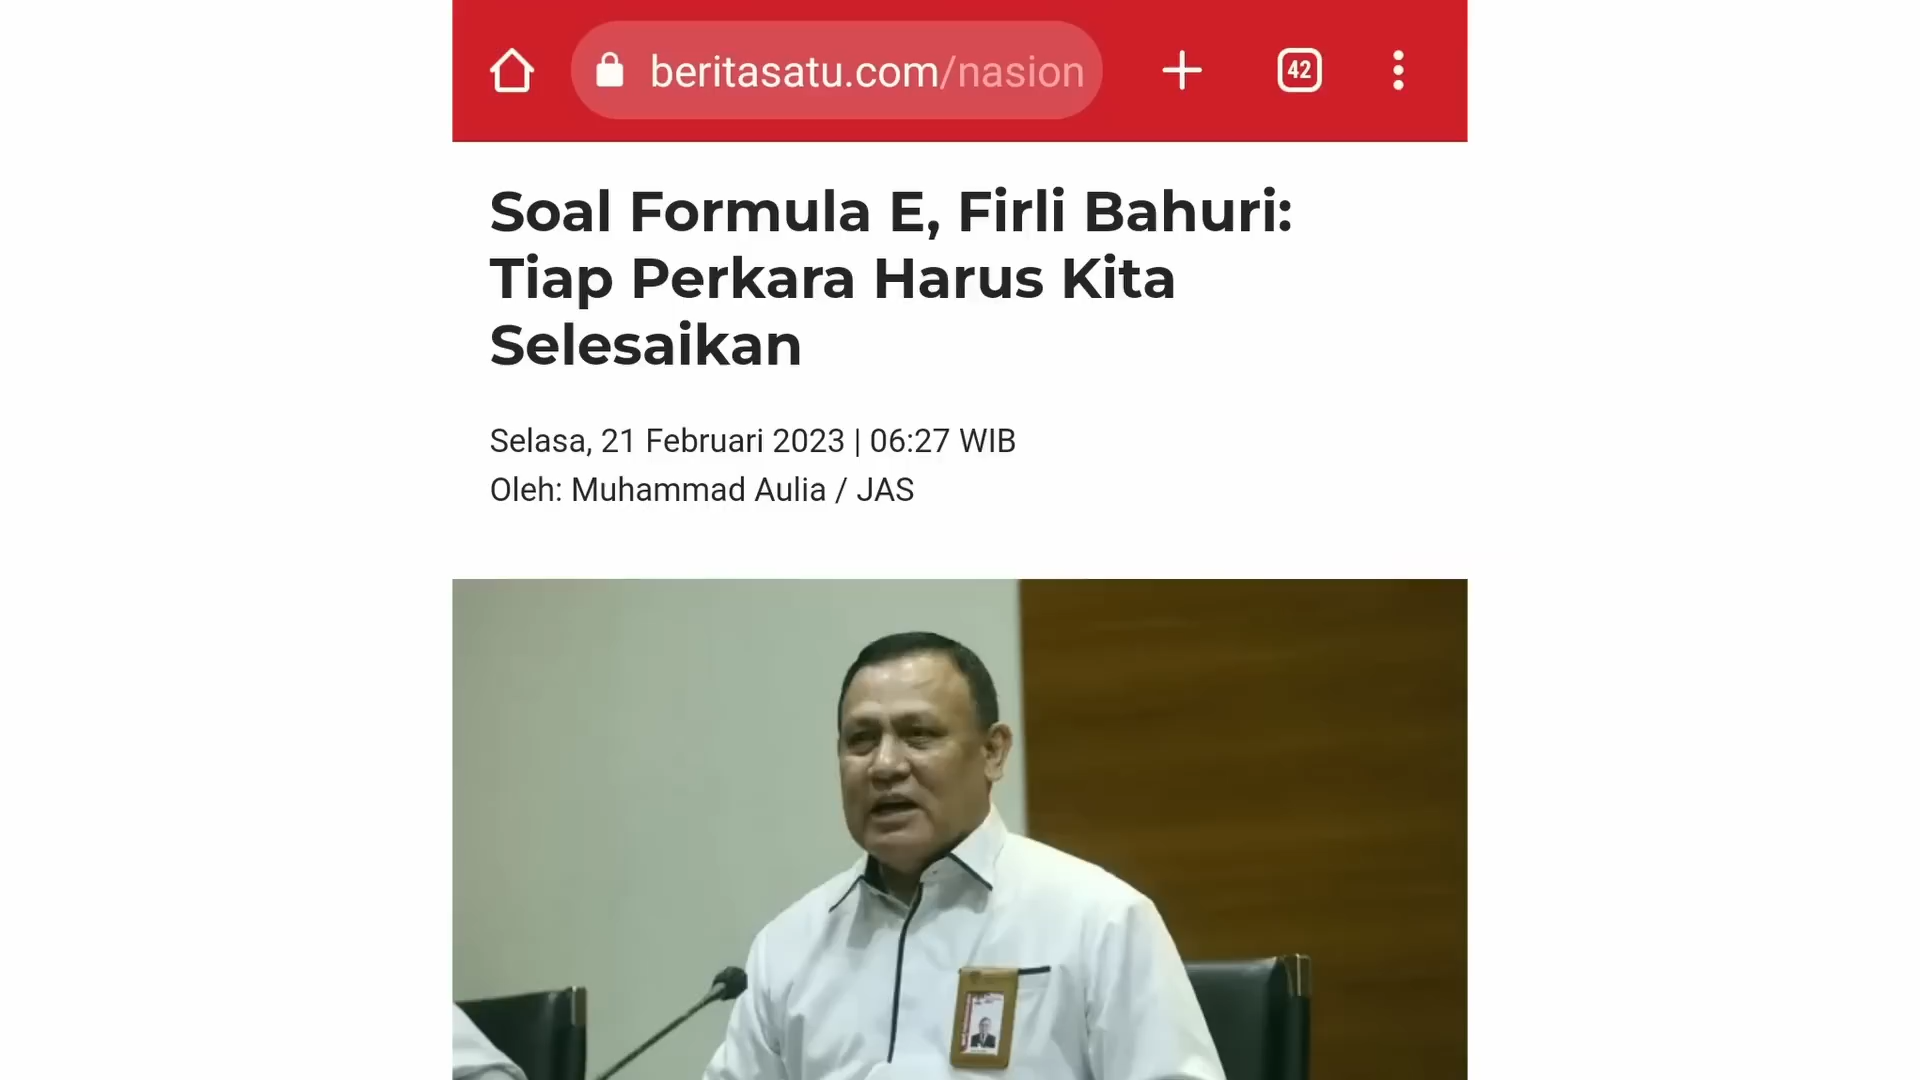 beritasatu.com/nasion
42
Soal Formula E, Firli Bahuri:
Tiap Perkara Harus Kita
Selesaikan
Selasa, 21 Februari 2023 | 06:27 WIB
Oleh: Muhammad Aulia / JAS